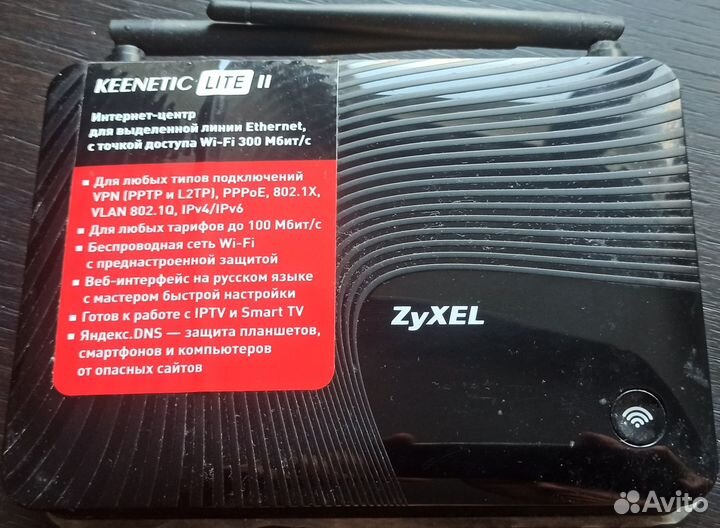 KEENETIC LITE II
Интернет-центр
для выделенной линии Ethernet,
с точкой доступа Wi-Fi 300 Мбит/с
▪ Для любых типов подключений
VPN (PPTP и L2TP), PPPoE, 802.1X,
VLAN 802.1Q, IPv4/IPv6
▪ Для любых тарифов до 100 Мбит/с
▪ Беспроводная сеть Wi-Fi
с преднастроенной защитой
▪ Веб-интерфейс на русском языке
с мастером быстрой настройки
▪ Готов к работе с IPTV и Smart TV
▪ Яндекс.DNS — защита планшетов,
смартфонов и компьютеров
от опасных сайтов
ZyXEL
Avito